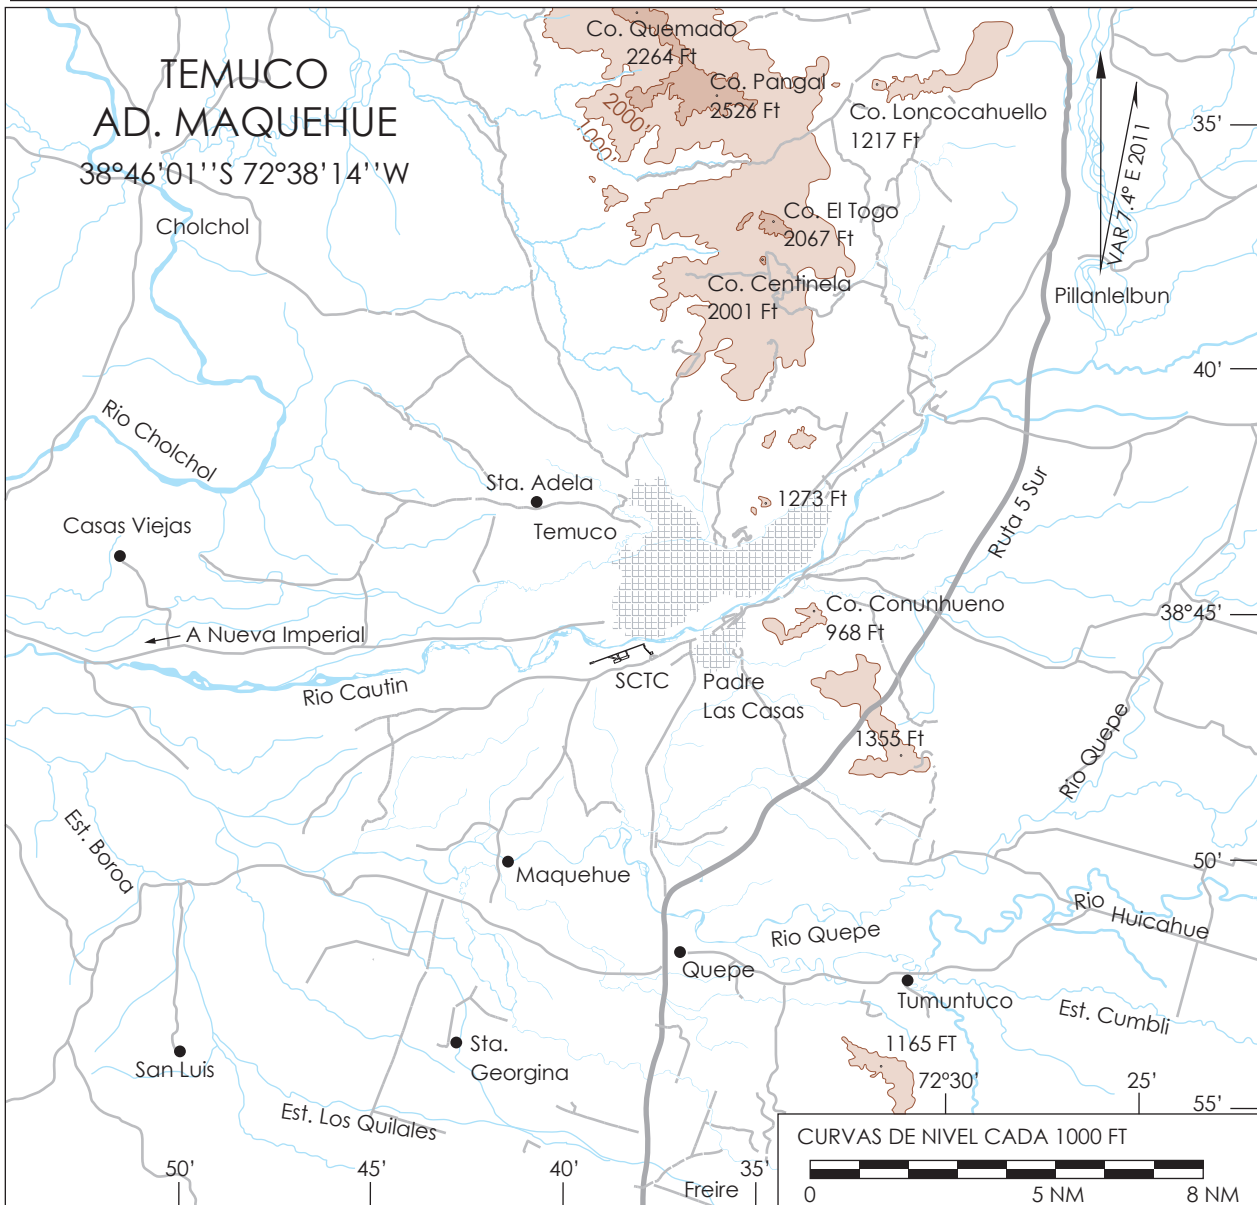 TEMUCO
AD. MAQUEHUE
38°46'01''S 72°38'14''W
Co. Quemado
2264 Ft
Co. Pangal
2526 Ft
2000'
1000'
Co. Loncocahuello
1217 Ft
35'
VAR 7.4° E 2011
Cholchol
Co. El Togo
2067 Ft
Co. Centinela
2001 Ft
Pillanlelbun
40'
Rio Cholchol
Sta. Adela
Temuco
1273 Ft
Ruta 5 Sur
Casas Viejas
A Nueva Imperial
Co. Conunhueno
968 Ft
38°45'
Rio Cautin
SCTC
Padre
Las Casas
1355 Ft
Rio Quepe
Est. Boroa
Maquehue
50'
Rio Quepe
Rio Huicahue
Quepe
Tumuntuco
Est. Cumbli
San Luis
Sta.
Georgina
1165 FT
72°30'
25'
55'
Est. Los Quilales
CURVAS DE NIVEL CADA 1000 FT
0 5 NM 8 NM
50'
45'
40'
35'
Freire